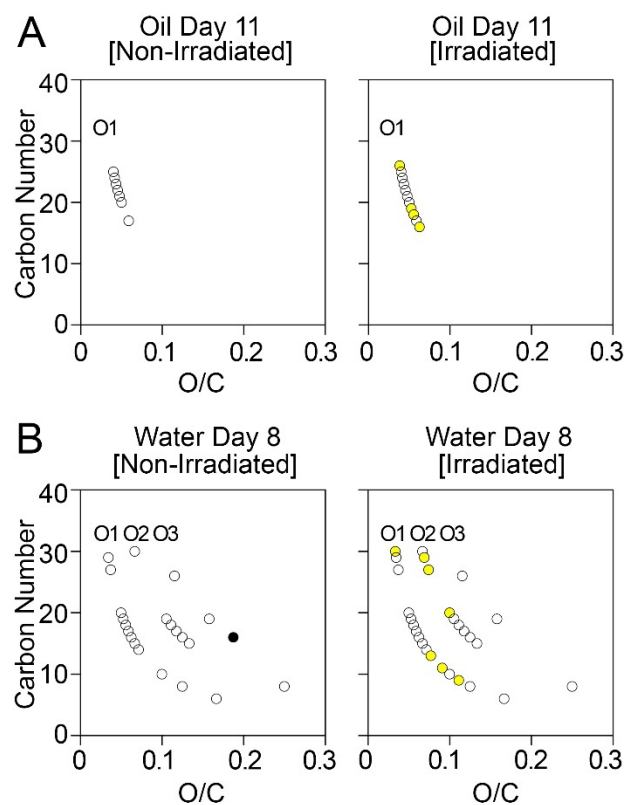 A
Oil Day 11
[Non-Irradiated]
Oil Day 11
[Irradiated]
Carbon Number
40
30
20
10
0
O1
0 0.1 0.2 0.3
O/C
O1
0 0.1 0.2 0.3
O/C
B
Water Day 8
[Non-Irradiated]
Water Day 8
[Irradiated]
Carbon Number
40
30
20
10
0
O1 O2 O3
0 0.1 0.2 0.3
O/C
O1 O2 O3
0 0.1 0.2 0.3
O/C